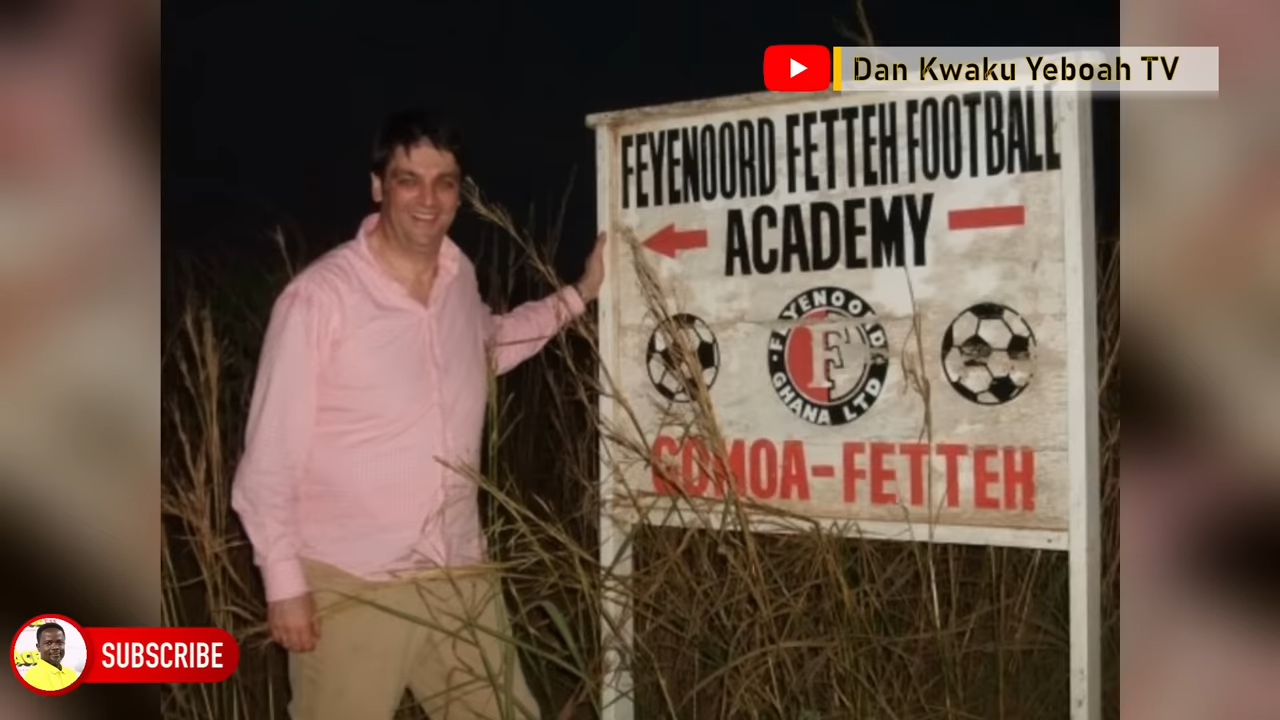 Dan Kwaku Yeboah TV
FEYENOORD FETTEH FOOTBALL
ACADEMY
FEYENOORD
F
GHANA LTD
GOMOA-FETTEH
SUBSCRIBE